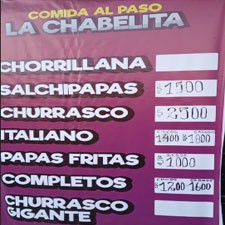 COMIDA AL PASO
LA CHABELITA
CHORRILLANA
SALCHIPAPAS $1500
CHURRASCO $2500
ITALIANO 1400 $1800
PAPAS FRITAS $1000
COMPLETOS $1200 1600
CHURRASCO
GIGANTE